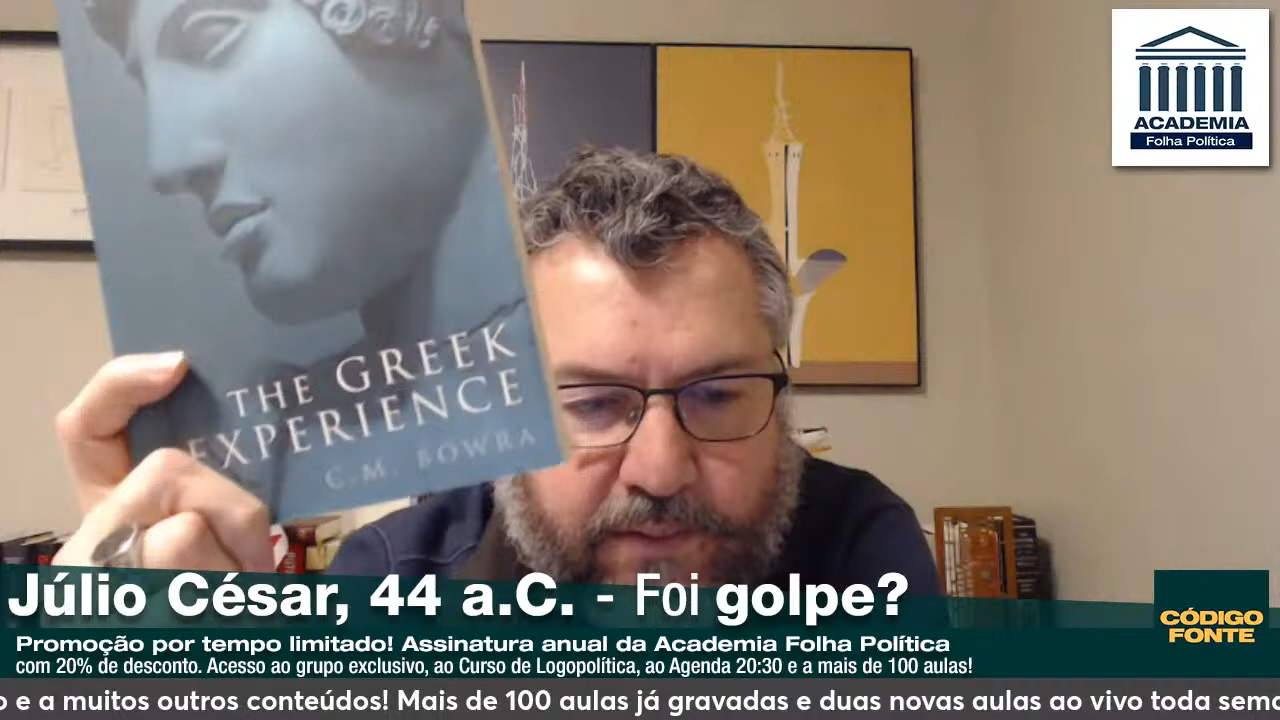 ACADEMIA
Folha Política
THE GREEK
EXPERIENCE
C.M. BOWRA
Júlio César, 44 a.C. - Foi golpe?
CÓDIGO
FONTE
Promoção por tempo limitado! Assinatura anual da Academia Folha Política
com 20% de desconto. Acesso ao grupo exclusivo, ao Curso de Logopolítica, ao Agenda 20:30 e a mais de 100 aulas!
o e a muitos outros conteúdos! Mais de 100 aulas já gravadas e duas novas aulas ao vivo toda sem